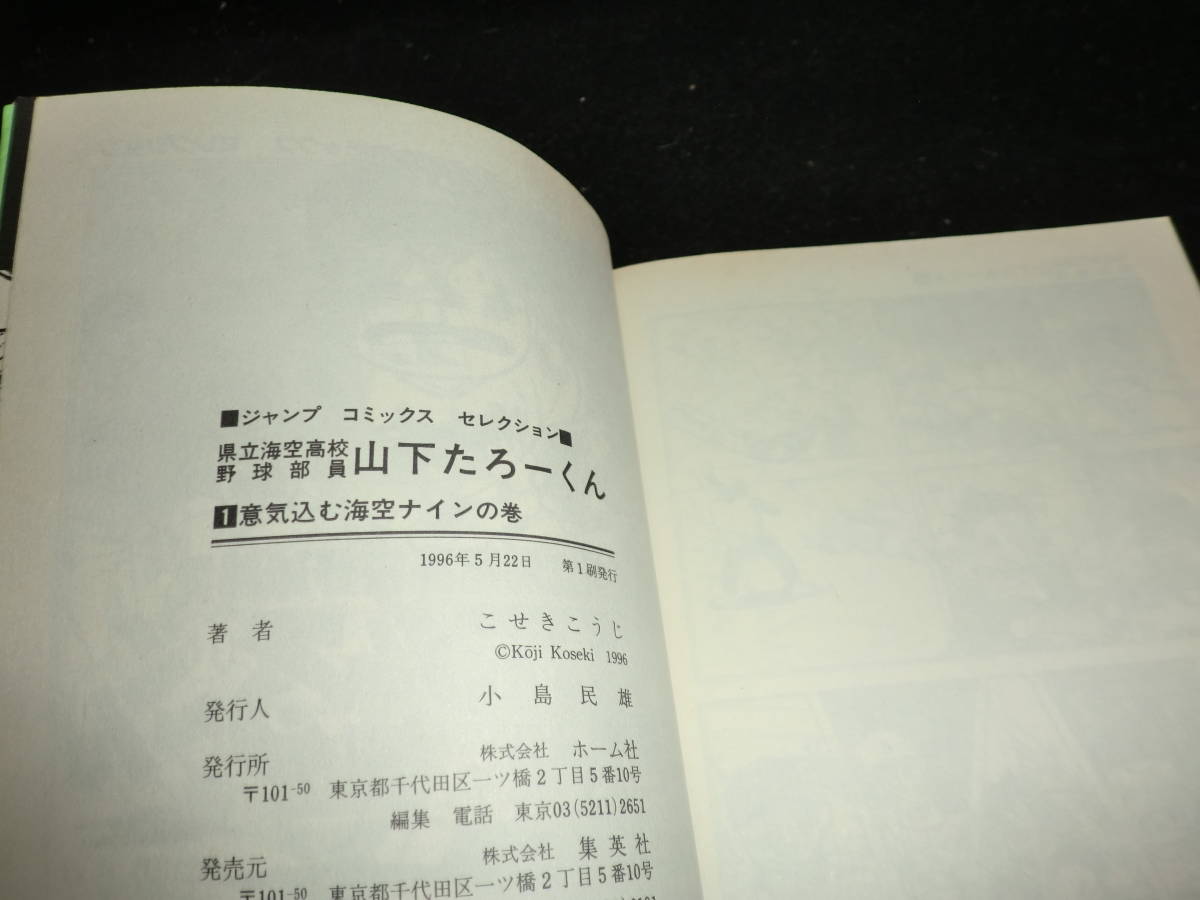 ■ジャンプ コミックス セレクション■
県立海空高校
野球部員
山下たろーくん
1 意気込む海空ナインの巻
1996年5月22日 第1刷発行
著者 こせきこうじ
©Kōji Koseki 1996
発行人 小島民雄
発行所 株式会社 ホーム社
〒101-50 東京都千代田区一ツ橋2丁目5番10号
編集 電話 東京03(5211)2651
発売元 株式会社 集英社
〒101-50 東京都千代田区一ツ橋2丁目5番10号